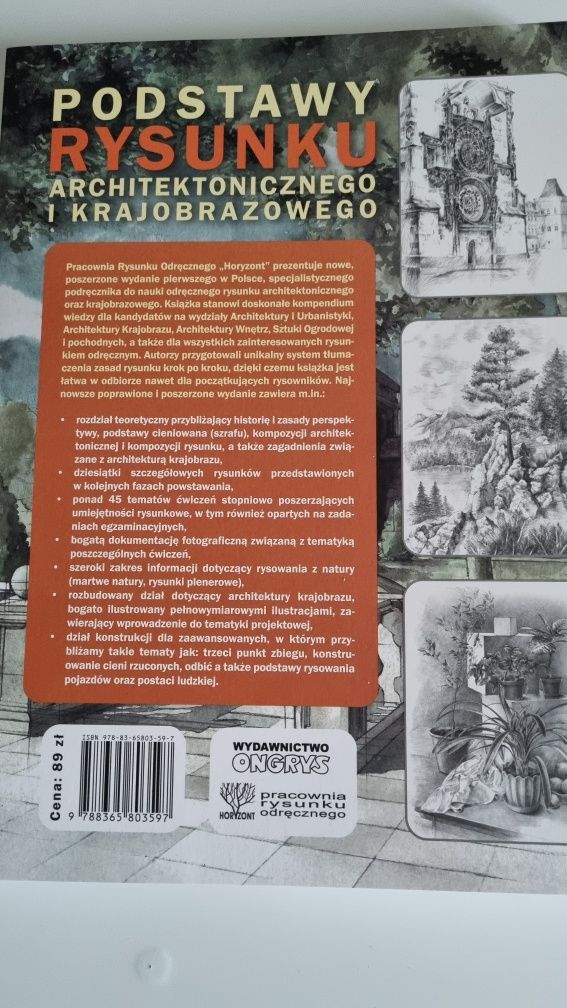 PODSTAWY
RYSUNKU
ARCHITEKTONICZNEGO
I KRAJOBRAZOWEGO
Pracownia Rysunku Odręcznego „Horyzont" prezentuje nowe,
poszerzone wydanie pierwszego w Polsce, specjalistycznego
podręcznika do nauki odręcznego rysunku architektonicznego
oraz krajobrazowego. Książka stanowi doskonałe kompendium
wiedzy dla kandydatów na wydziały Architektury i Urbanistyki,
Architektury Krajobrazu, Architektury Wnętrz, Sztuki Ogrodowej
i pochodnych, a także dla wszystkich zainteresowanych rysun-
kiem odręcznym. Autorzy przygotowali unikalny system tłuma-
czenia zasad rysunku krok po kroku, dzięki czemu książka jest
łatwa w odbiorze nawet dla początkujących rysowników. Naj-
nowsze poprawione i poszerzone wydanie zawiera m.in.:
• rozdział teoretyczny przybliżający historię i zasady perspek-
tywy, podstawy cieniowana (szrafu), kompozycji architek-
tonicznej i kompozycji rysunku, a także zagadnienia zwią-
zane z architekturą krajobrazu,
• dziesiątki szczegółowych rysunków przedstawionych
w kolejnych fazach powstawania,
• ponad 45 tematów ćwiczeń stopniowo poszerzających
umiejętności rysunkowe, w tym również opartych na zada-
niach egzaminacyjnych,
• bogatą dokumentację fotograficzną związaną z tematyką
poszczególnych ćwiczeń,
• szeroki zakres informacji dotyczący rysowania z natury
(martwe natury, rysunki plenerowe),
• rozbudowany dział dotyczący architektury krajobrazu,
bogato ilustrowany pełnowymiarowymi ilustracjami, za-
wierający wprowadzenie do tematyki projektowej,
• dział konstrukcji dla zaawansowanych, w którym przy-
bliżamy takie tematy jak: trzeci punkt zbiegu, konstru-
owanie cieni rzuconych, odbić a także podstawy rysowania
pojazdów oraz postaci ludzkiej.
Cena: 89 zł
ISBN 978-83-65803-59-7
9 788365 803597
WYDAWNICTWO
ONGRYS
HORYZONT
pracownia
rysunku
odręcznego